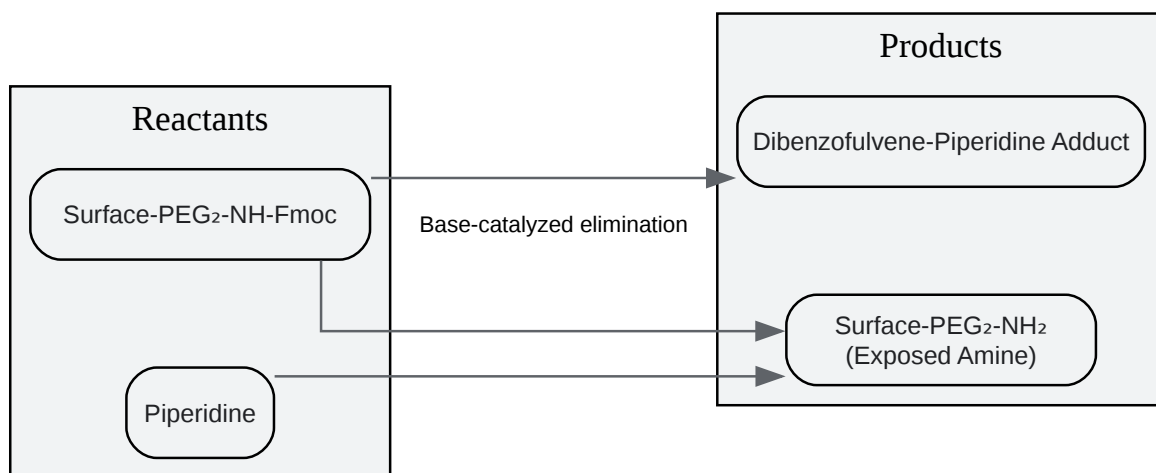 Reactants
Surface-PEG₂-NH-Fmoc
Piperidine
Base-catalyzed elimination
Products
Dibenzofulvene-Piperidine Adduct
Surface-PEG₂-NH₂
(Exposed Amine)